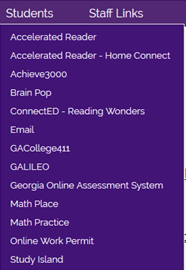 Students Staff Links
Accelerated Reader
Accelerated Reader - Home Connect
Achieve3000
Brain Pop
ConnectED - Reading Wonders
Email
GACollege411
GALILEO
Georgia Online Assessment System
Math Place
Math Practice
Online Work Permit
Study Island